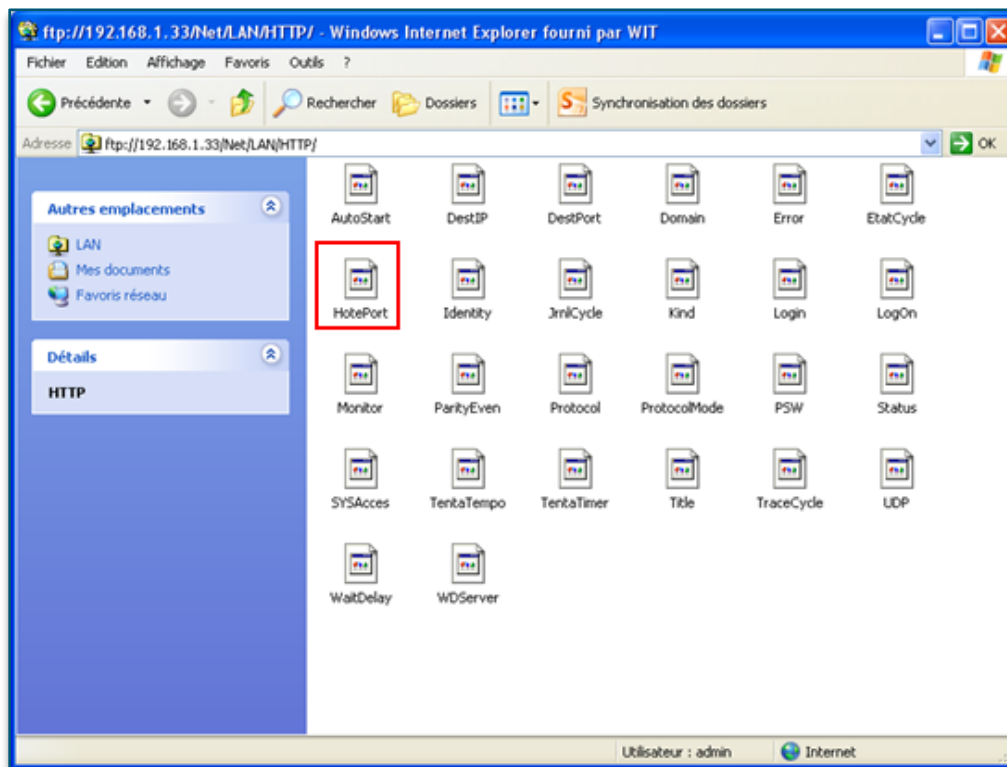 ftp://192.168.1.33/Net/LAN/HTTP/ - Windows Internet Explorer fourni par WIT
Fichier Edition Affichage Favoris Outils ?
Précédente Rechercher Dossiers Synchronisation des dossiers
Adresse ftp://192.168.1.33/Net/LAN/HTTP/ OK
Autres emplacements
LAN
Mes documents
Favoris réseau
Détails
HTTP
AutoStart DestIP DestPort Domain Error EtatCycle
HotePort Identity JrnlCycle Kind Login LogOn
Monitor ParityEven Protocol ProtocolMode PSW Status
SYSAcces TentaTempo TentaTimer Title TraceCycle UDP
WaitDelay WDServer
Utilisateur : admin Internet